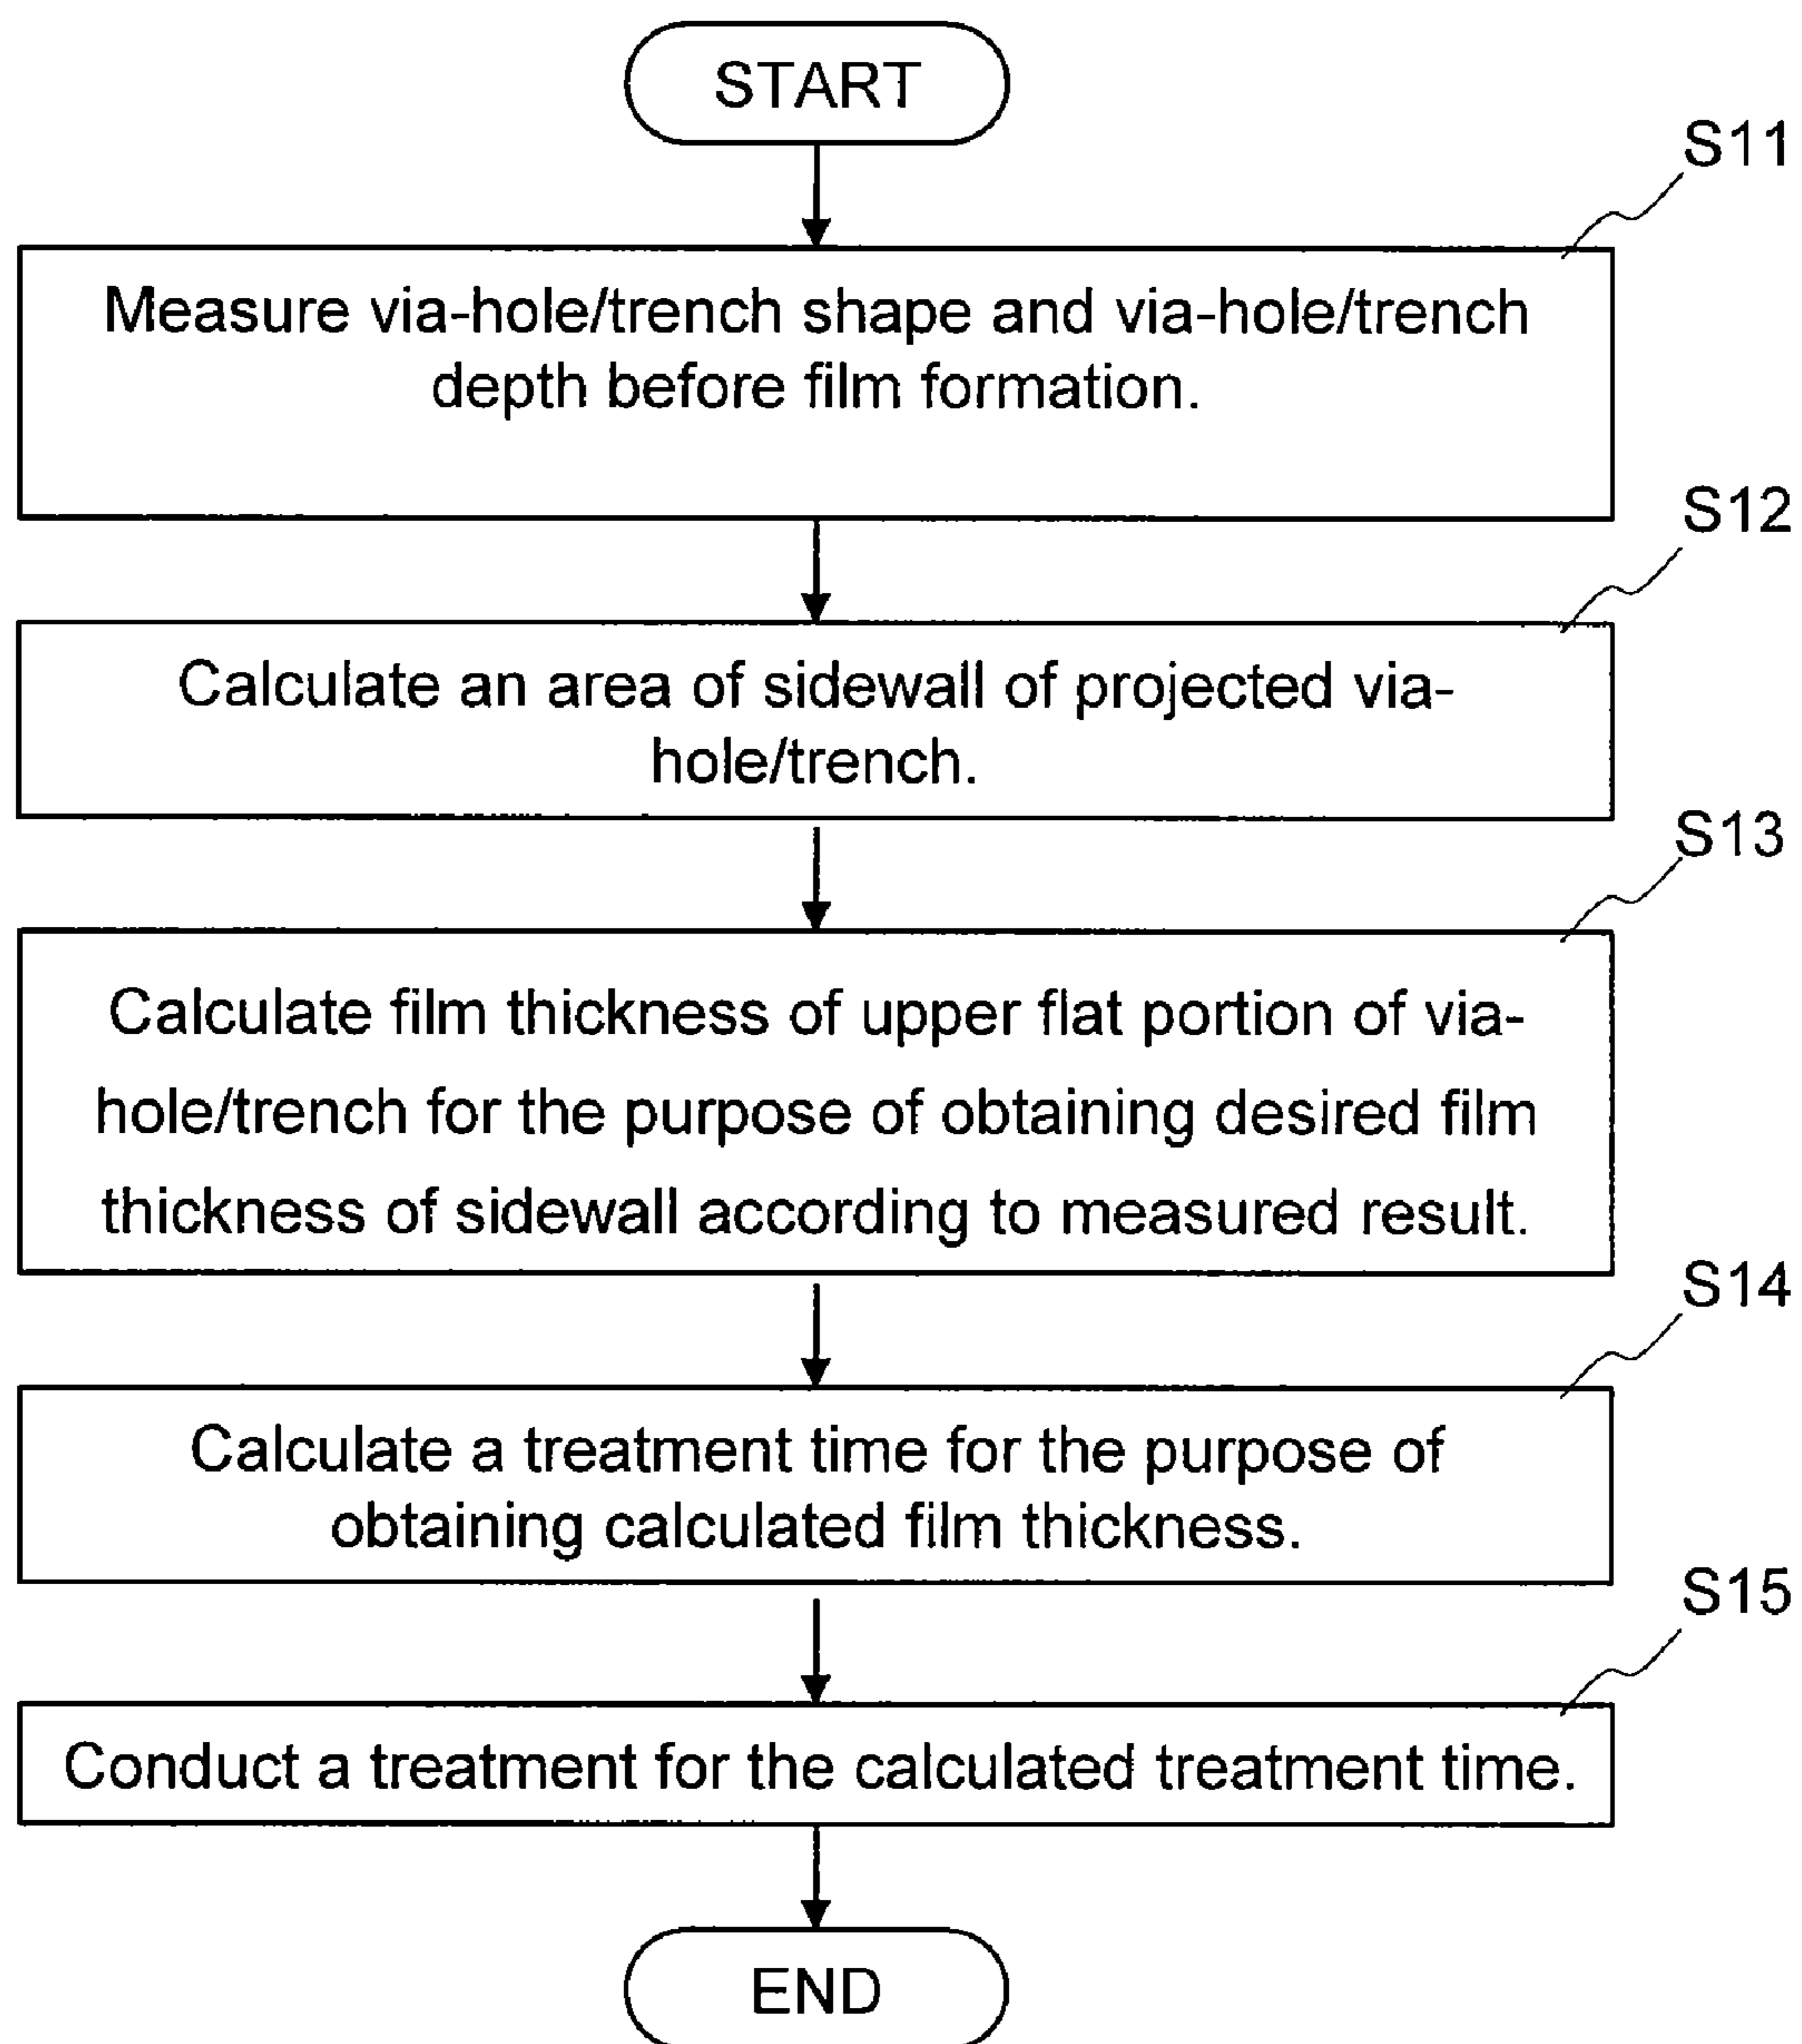 START
S11
Measure via-hole/trench shape and via-hole/trench
depth before film formation.
S12
Calculate an area of sidewall of projected via-
hole/trench.
S13
Calculate film thickness of upper flat portion of via-
hole/trench for the purpose of obtaining desired film
thickness of sidewall according to measured result.
S14
Calculate a treatment time for the purpose of
obtaining calculated film thickness.
S15
Conduct a treatment for the calculated treatment time.
END